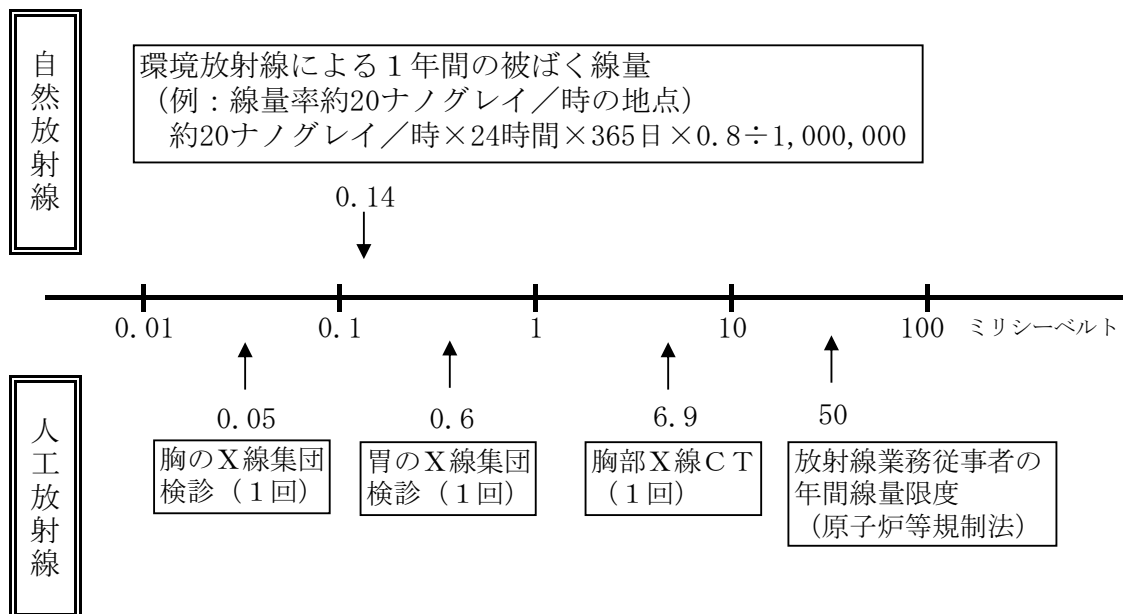 自然放射線
環境放射線による１年間の被ばく線量
（例：線量率約20ナノグレイ／時の地点）
約20ナノグレイ／時×24時間×365日×0.8÷1,000,000
0.14
0.01
0.1
1
10
100
ミリシーベルト
人工放射線
0.05
胸のＸ線集団
検診（１回）
0.6
胃のＸ線集団
検診（１回）
6.9
胸部Ｘ線ＣＴ
（１回）
50
放射線業務従事者の
年間線量限度
（原子炉等規制法）